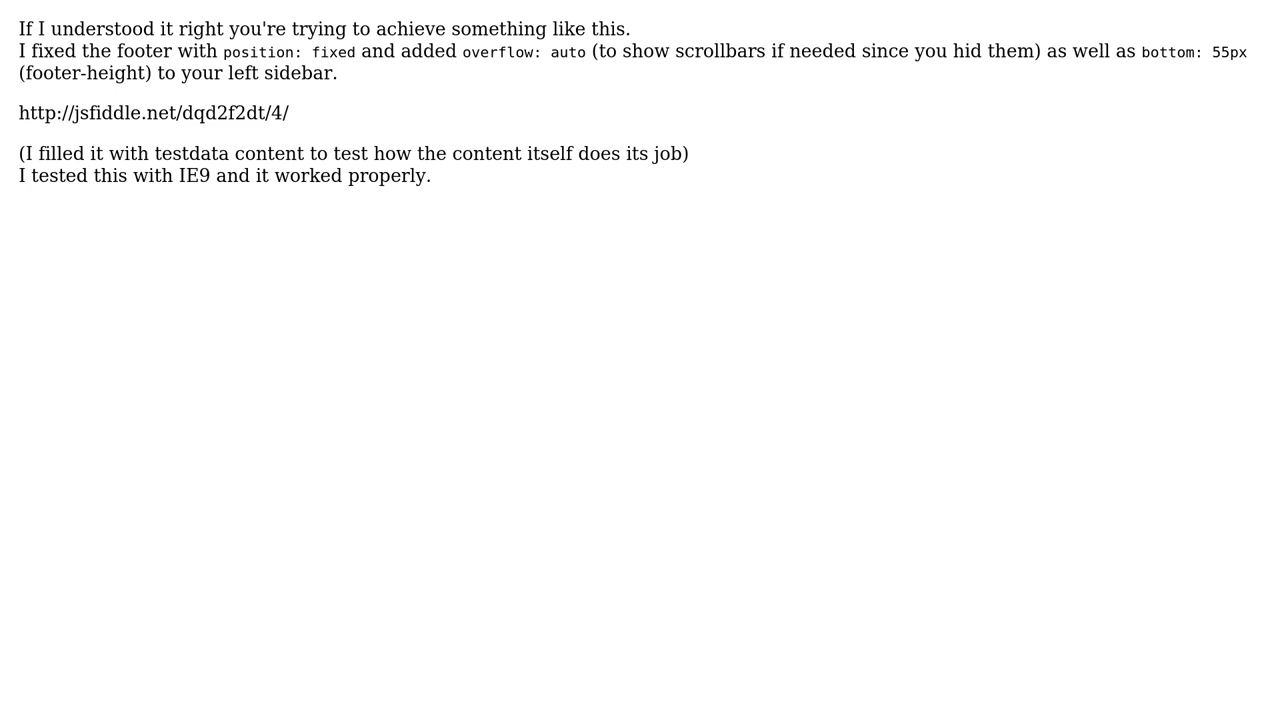 If I understood it right you're trying to achieve something like this.
I fixed the footer with position: fixed and added overflow: auto (to show scrollbars if needed since you hid them) as well as bottom: 55px
(footer-height) to your left sidebar.
http://jsfiddle.net/dqd2f2dt/4/
(I filled it with testdata content to test how the content itself does its job)
I tested this with IE9 and it worked properly.